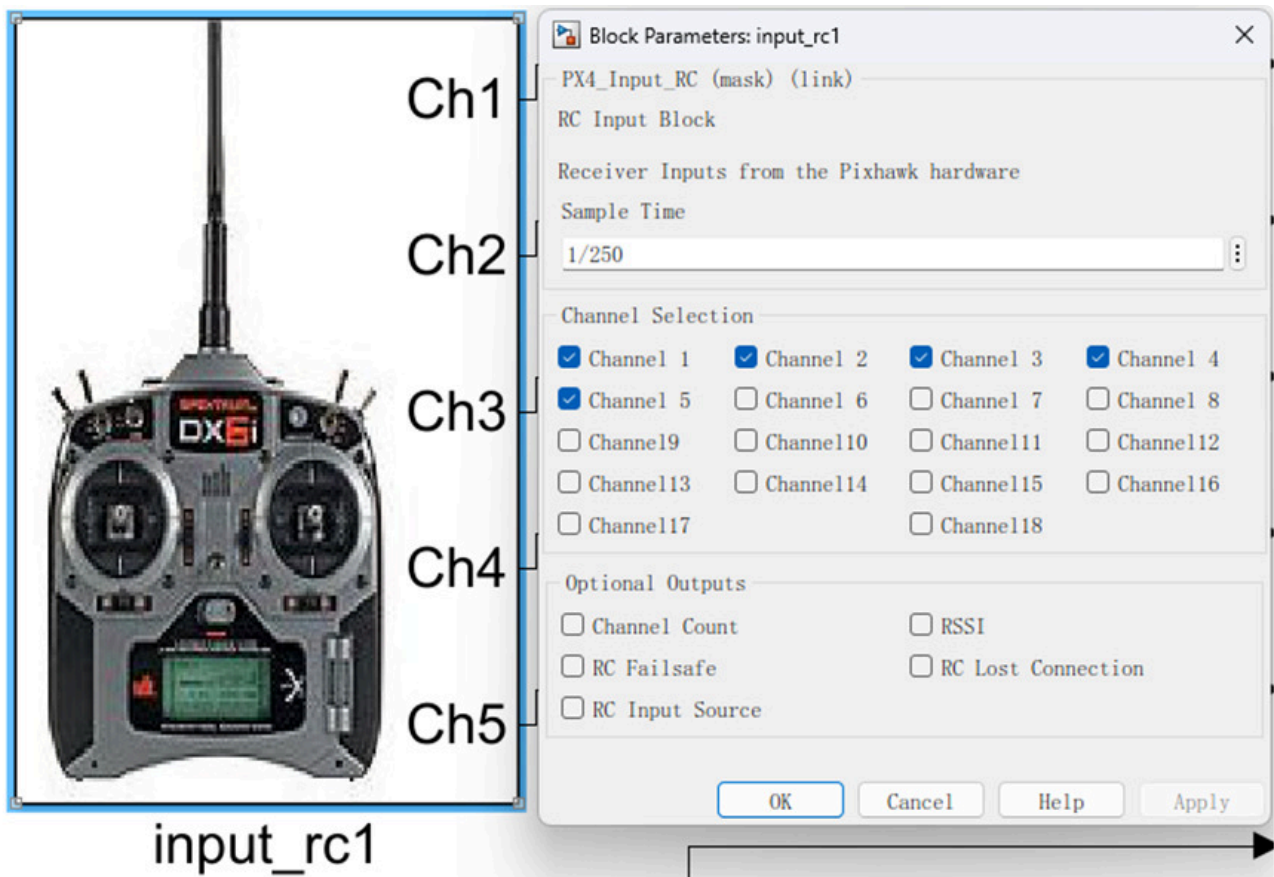 Ch1
Ch2
Ch3
Ch4
Ch5
SPEKTRUM
DX6i
input_rc1
Block Parameters: input_rc1
PX4_Input_RC (mask) (link)
RC Input Block
Receiver Inputs from the Pixhawk hardware
Sample Time
1/250
Channel Selection
Channel 1 Channel 2 Channel 3 Channel 4
Channel 5 Channel 6 Channel 7 Channel 8
Channel9 Channel10 Channel11 Channel12
Channel13 Channel14 Channel15 Channel16
Channel17 Channel18
Optional Outputs
Channel Count RSSI
RC Failsafe RC Lost Connection
RC Input Source
OK Cancel Help Apply